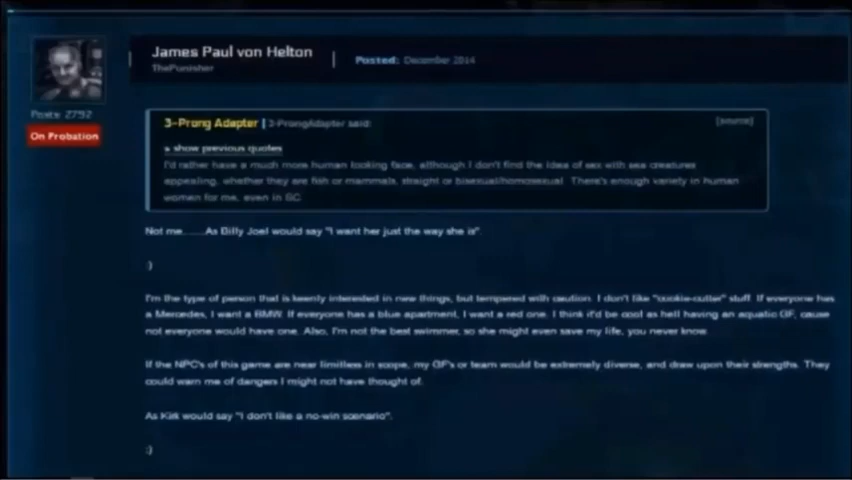 James Paul von Helton
ThePunisher
Posted: December 2014
Posts: 2792
On Probation
3-Prong Adapter | 3-ProngAdapter said: [source]
show previous quotes
I'd rather have a much more human looking face, although I don't find the idea of sex with sea creatures
appealing, whether they are fish or mammals, straight or bisexual/homosexual. There's enough variety in human
women for me, even in SC
Not me......As Billy Joel would say "I want her just the way she is".
:)
I'm the type of person that is keenly interested in new things, but tempered with caution. I don't like "cookie-cutter" stuff. If everyone has
a Mercedes, I want a BMW. If everyone has a blue apartment, I want a red one. I think it'd be cool as hell having an aquatic GF, cause
not everyone would have one. Also, I'm not the best swimmer, so she might even save my life, you never know.
If the NPC's of this game are near limitless in scope, my GF's or team would be extremely diverse, and draw upon their strengths. They
could warn me of dangers I might not have thought of.
As Kirk would say "I don't like a no-win scenario".
:)